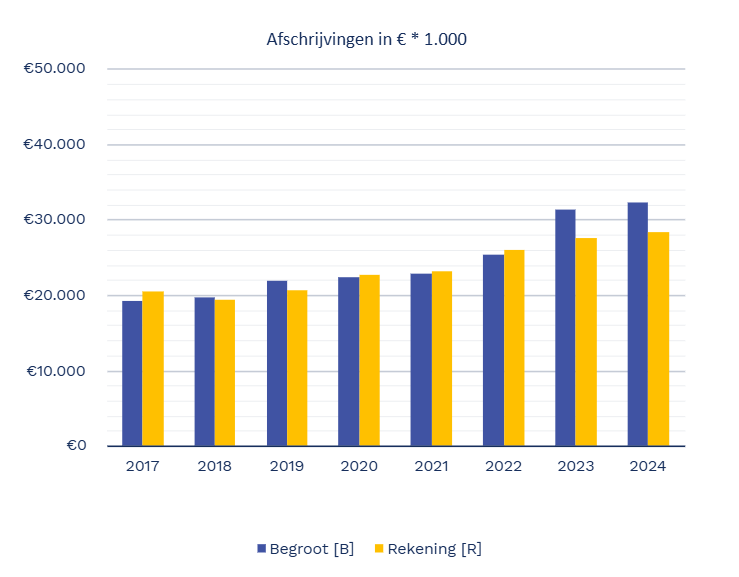 Afschrijvingen in € * 1.000
€50.000
€40.000
€30.000
€20.000
€10.000
€0
2017 2018 2019 2020 2021 2022 2023 2024
Begroot [B] Rekening [R]